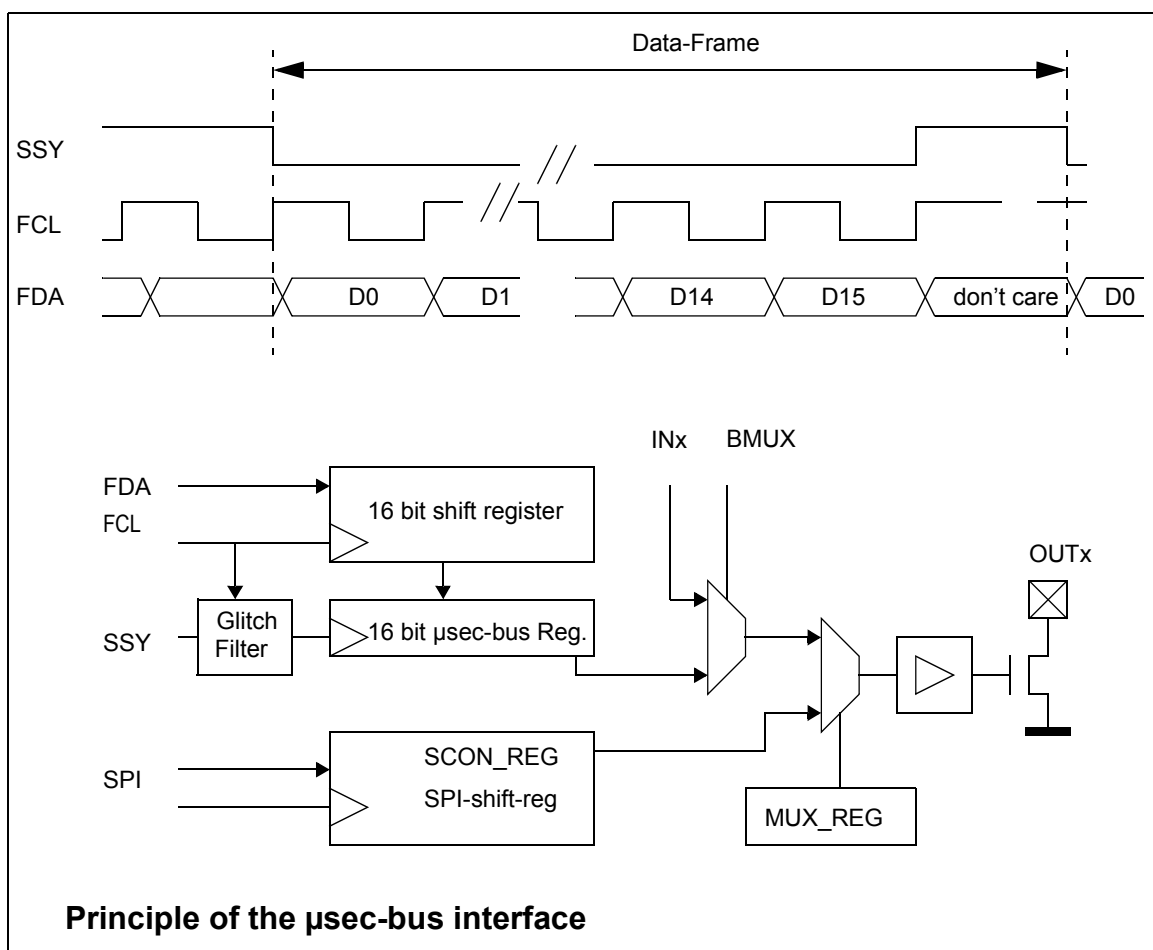 Data-Frame
SSY
FCL
FDA D0 D1 D14 D15 don't care D0
INx BMUX
FDA
FCL
16 bit shift register
OUTx
SSY
Glitch
Filter
16 bit µsec-bus Reg.
SPI
SCON_REG
SPI-shift-reg
MUX_REG
Principle of the µsec-bus interface